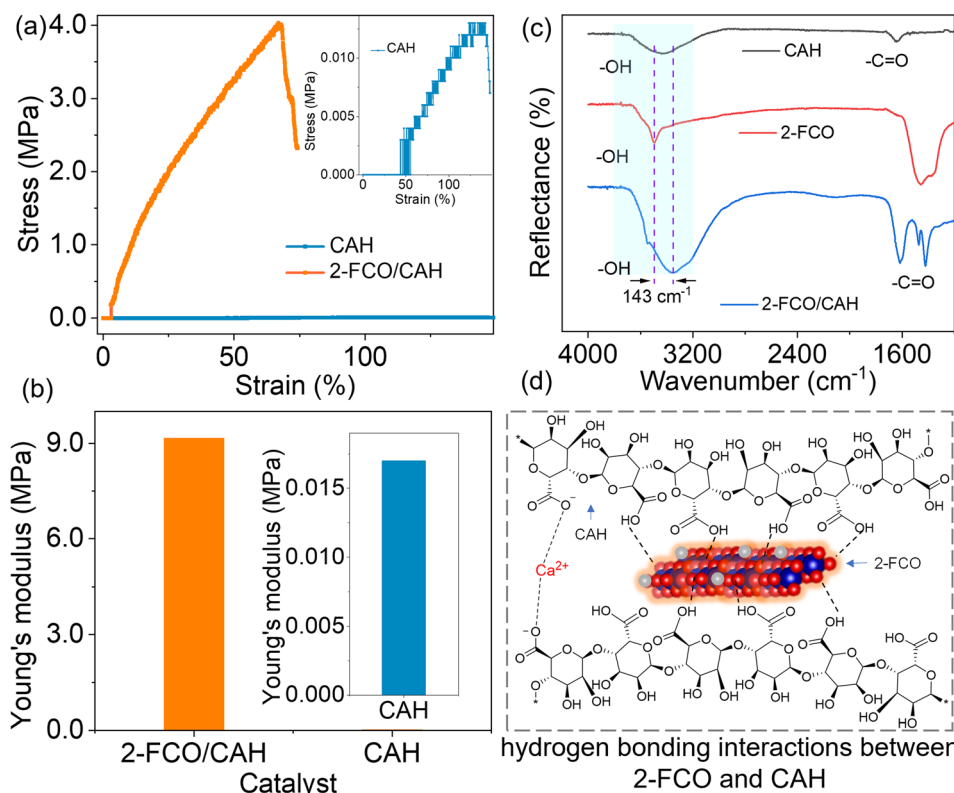 (a)
4.0
3.0
2.0
1.0
0.0
Stress (MPa)
0
50
100
Strain (%)
CAH
2-FCO/CAH
0.010
0.005
0.000
Stress (MPa)
CAH
0
50
100
Strain (%)
(c)
Reflectance (%)
-OH
CAH
-C=O
-OH
2-FCO
-OH
143 cm⁻¹
-C=O
2-FCO/CAH
4000
3200
2400
1600
Wavenumber (cm⁻¹)
(b)
Young's modulus (MPa)
9.0
6.0
3.0
0.0
2-FCO/CAH
CAH
Catalyst
Young's modulus (MPa)
0.015
0.010
0.005
0.000
CAH
(d)
CAH
Ca²⁺
2-FCO
hydrogen bonding interactions between
2-FCO and CAH